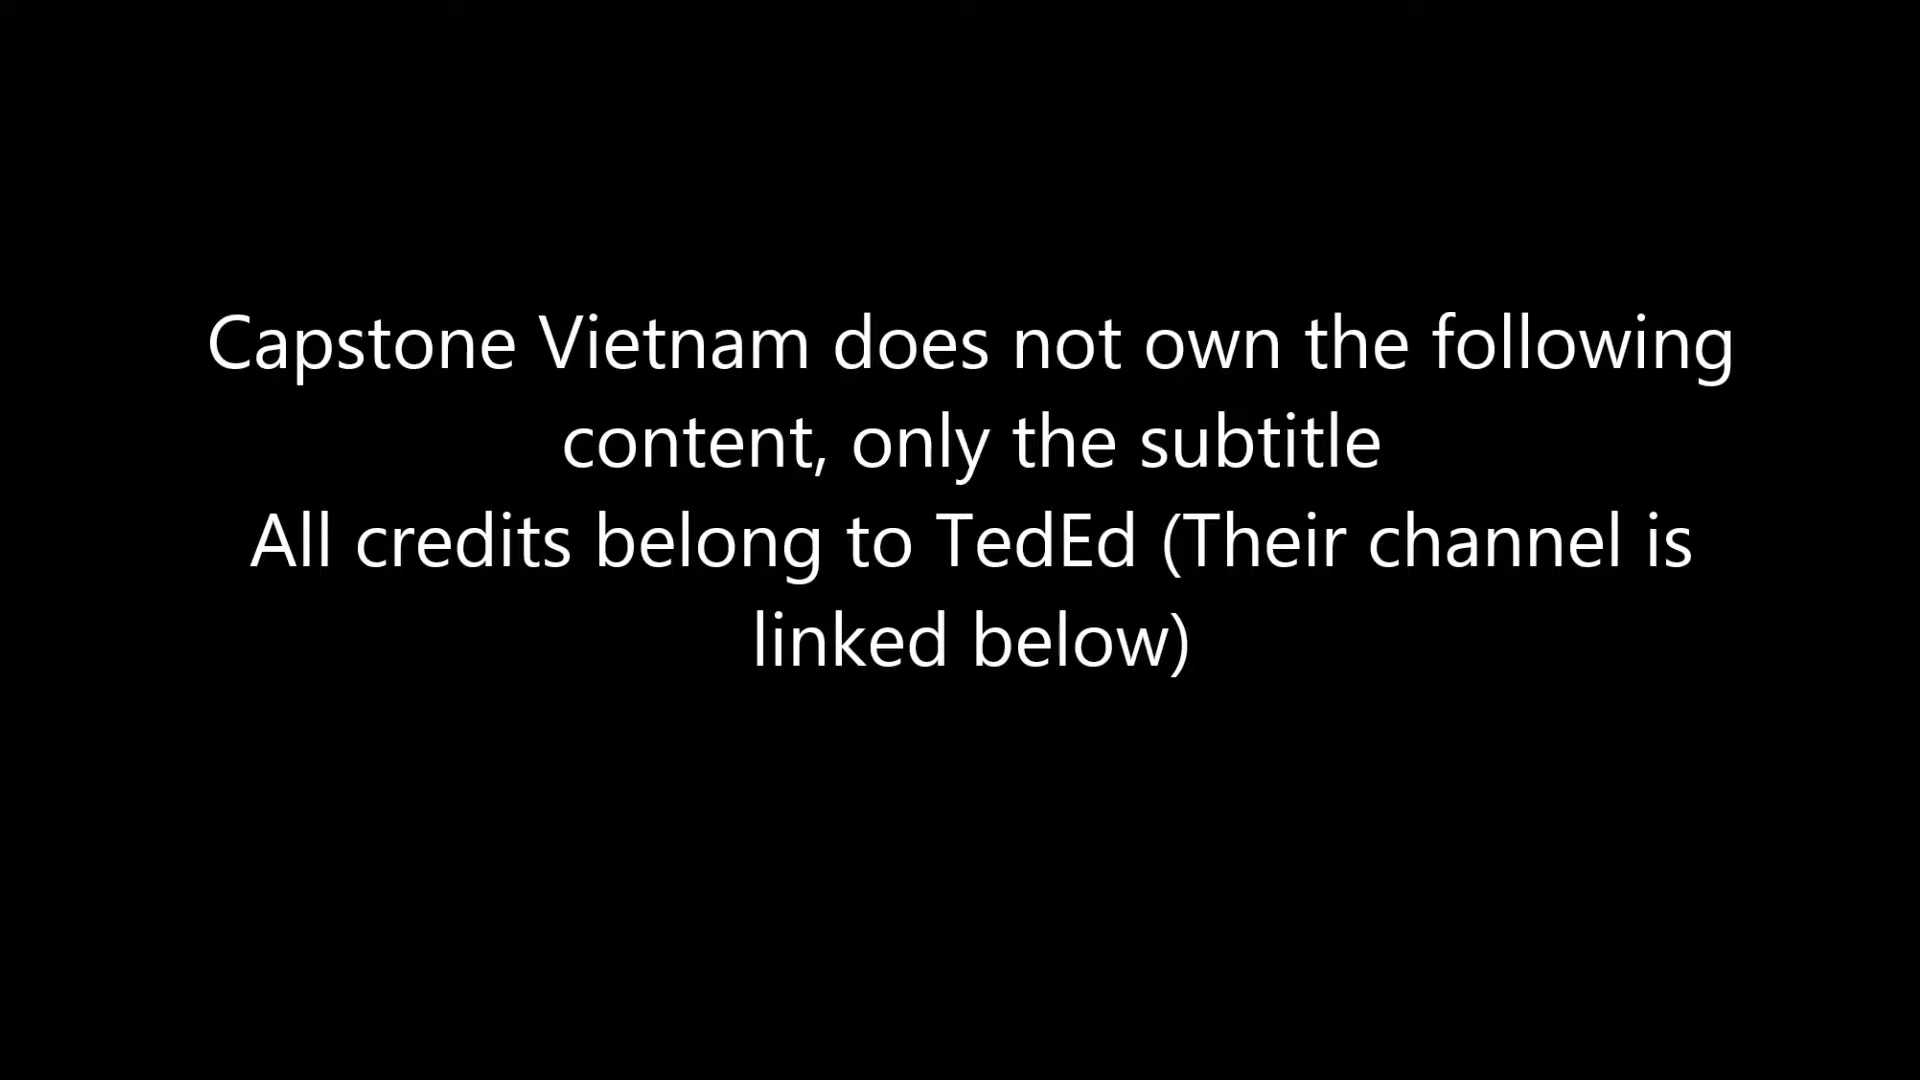 Capstone Vietnam does not own the following
content, only the subtitle
All credits belong to TedEd (Their channel is
linked below)